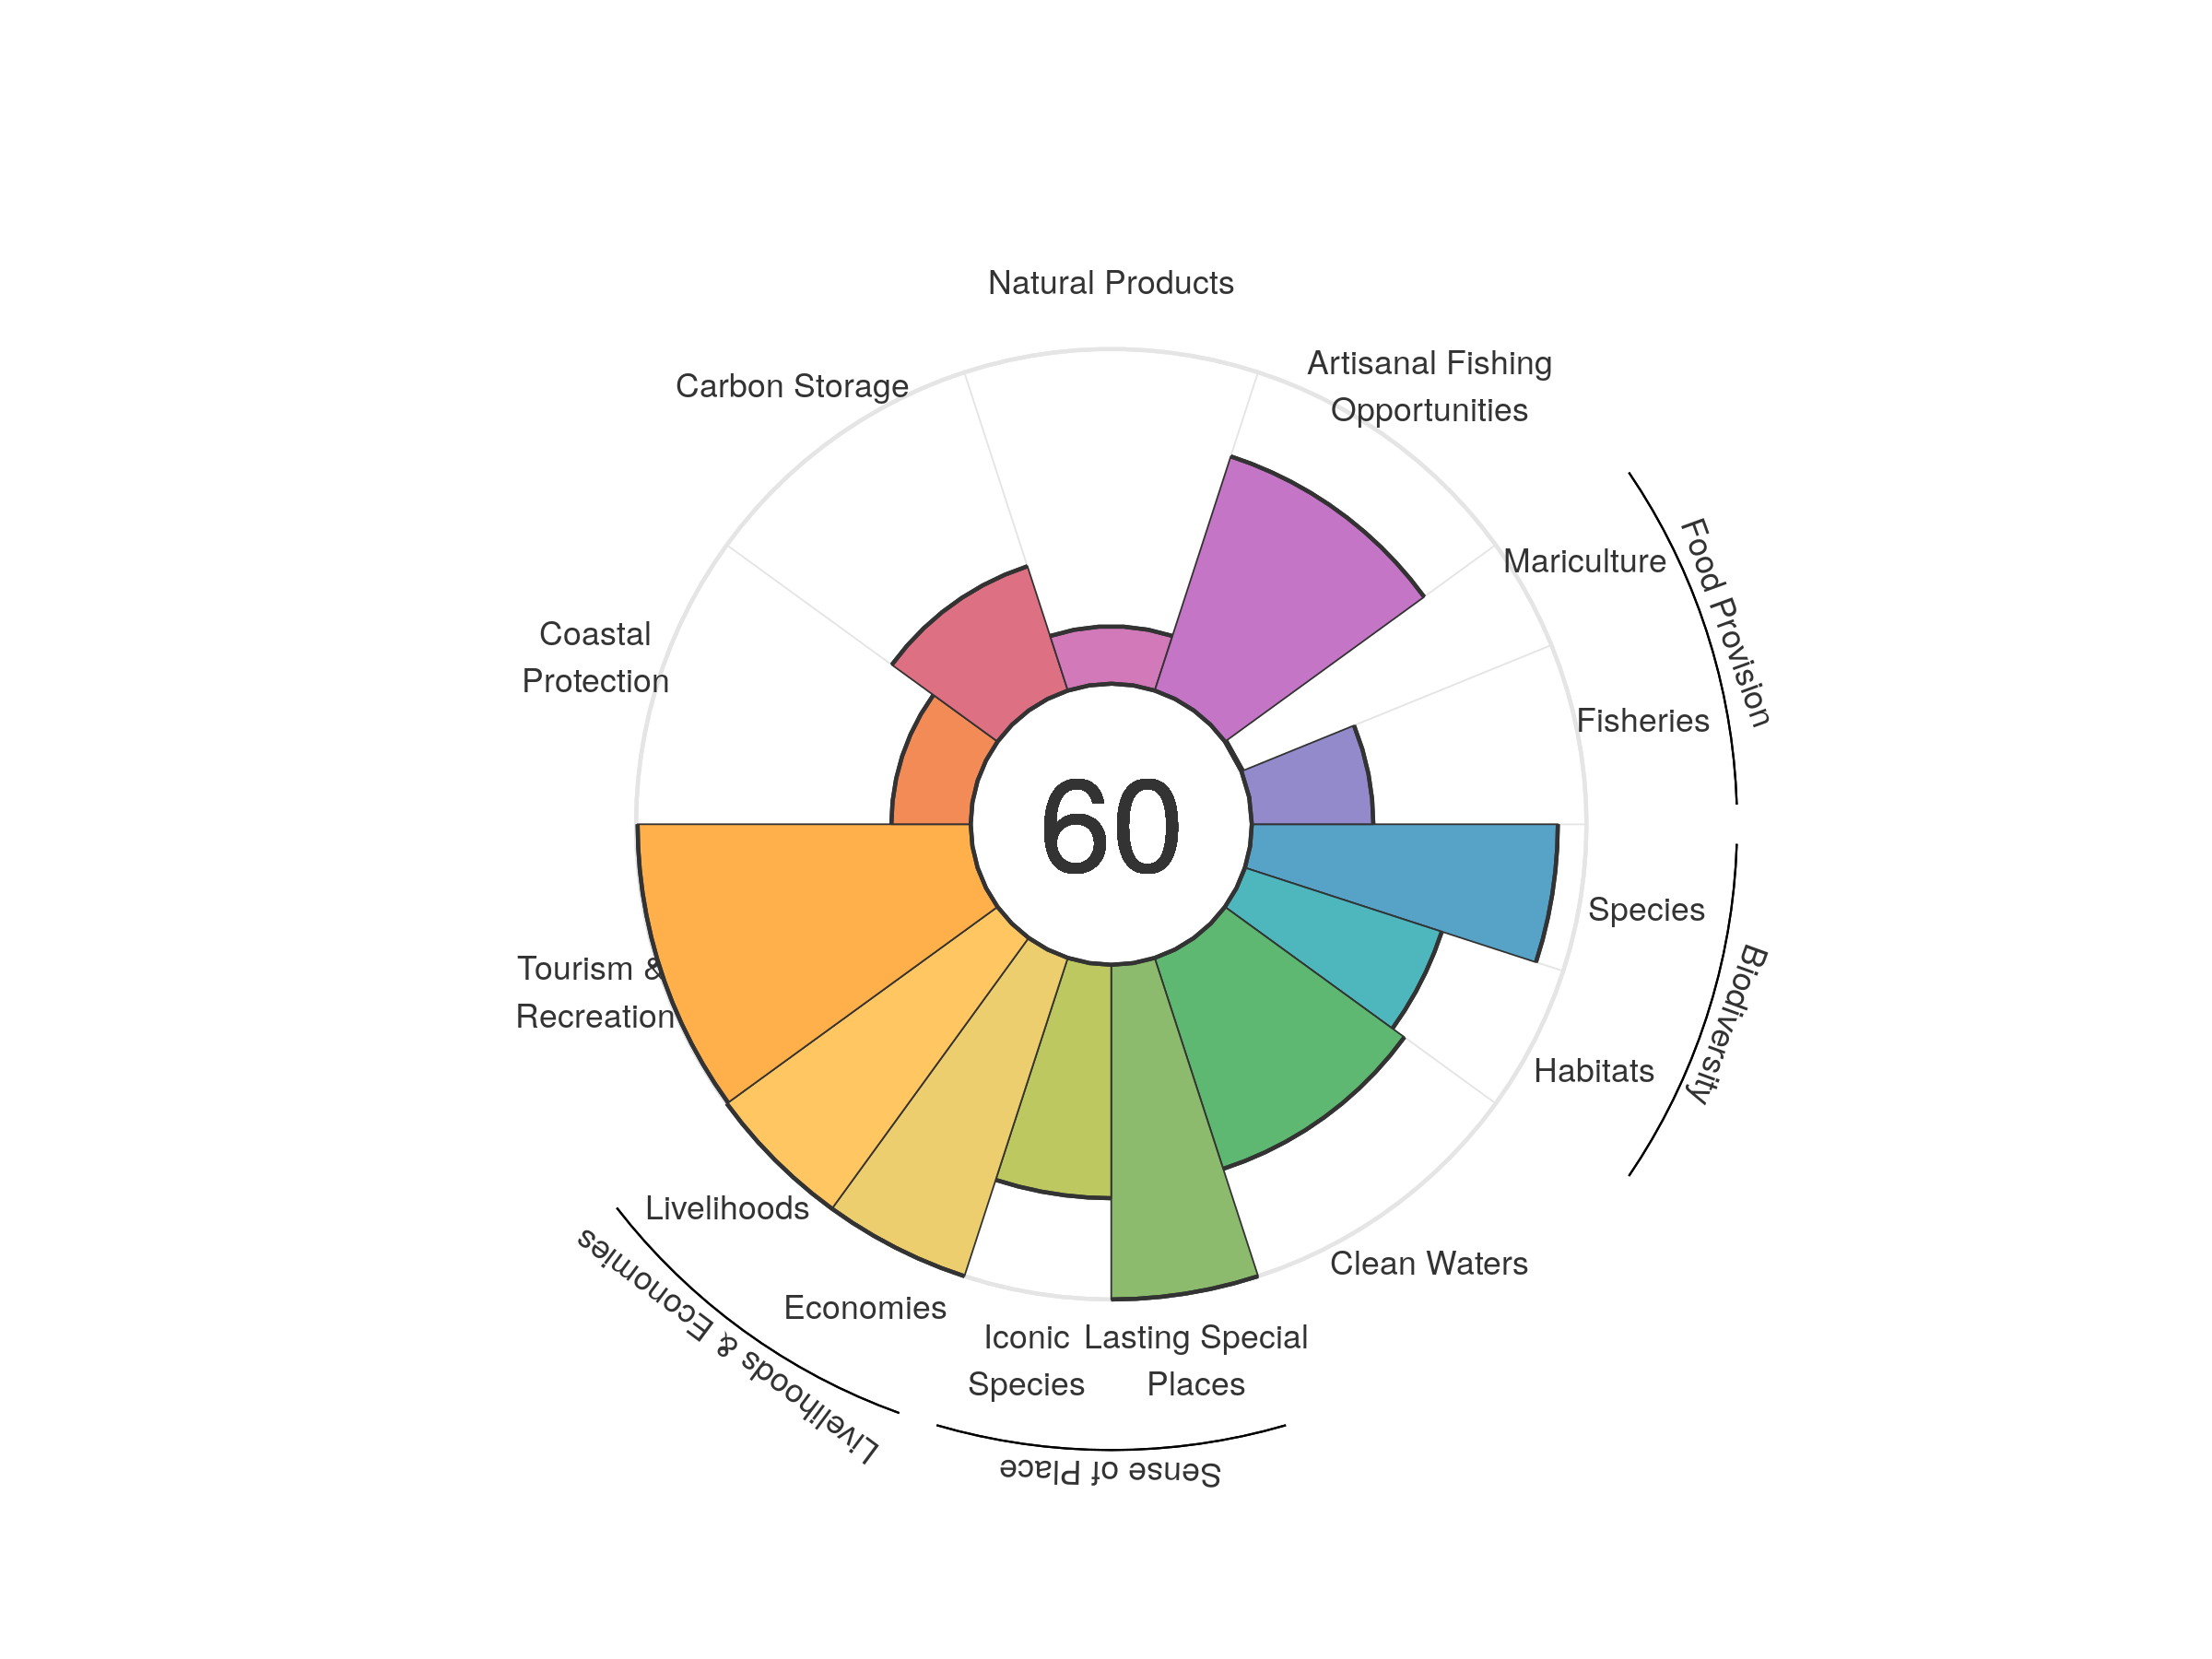 Natural Products
Artisanal Fishing
Opportunities
Carbon Storage
Mariculture
Food Provision
Coastal
Protection
Fisheries
60
Species
Biodiversity
Tourism &
Recreation
Habitats
Livelihoods
Clean Waters
Economies
Livelihoods & Economies
Iconic
Species
Lasting Special
Places
Sense of Place